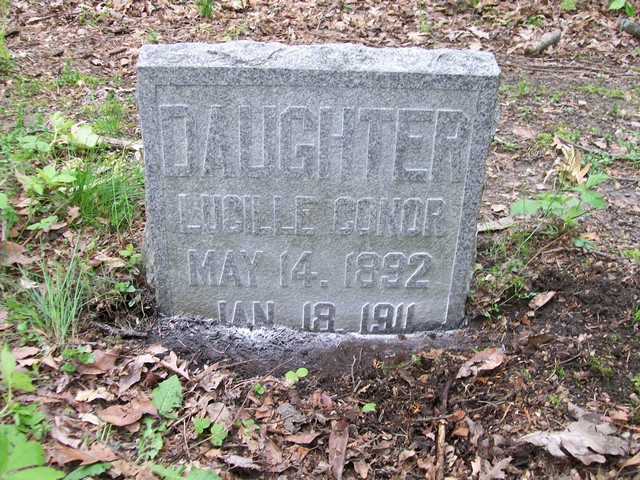 DAUGHTER
LUCILLE CONOR
MAY 14. 1892
JAN 18. 1911